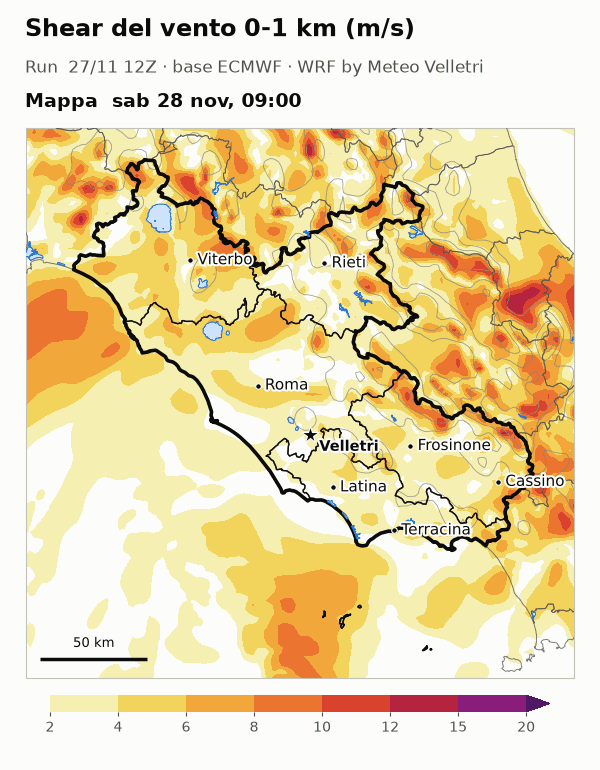 Shear del vento 0-1 km (m/s)
Run 27/11 12Z · base ECMWF · WRF by Meteo Velletri
Mappa sab 28 nov, 09:00
Viterbo
Rieti
Roma
Velletri
Frosinone
Latina
Cassino
Terracina
50 km
2 4 6 8 10 12 15 20